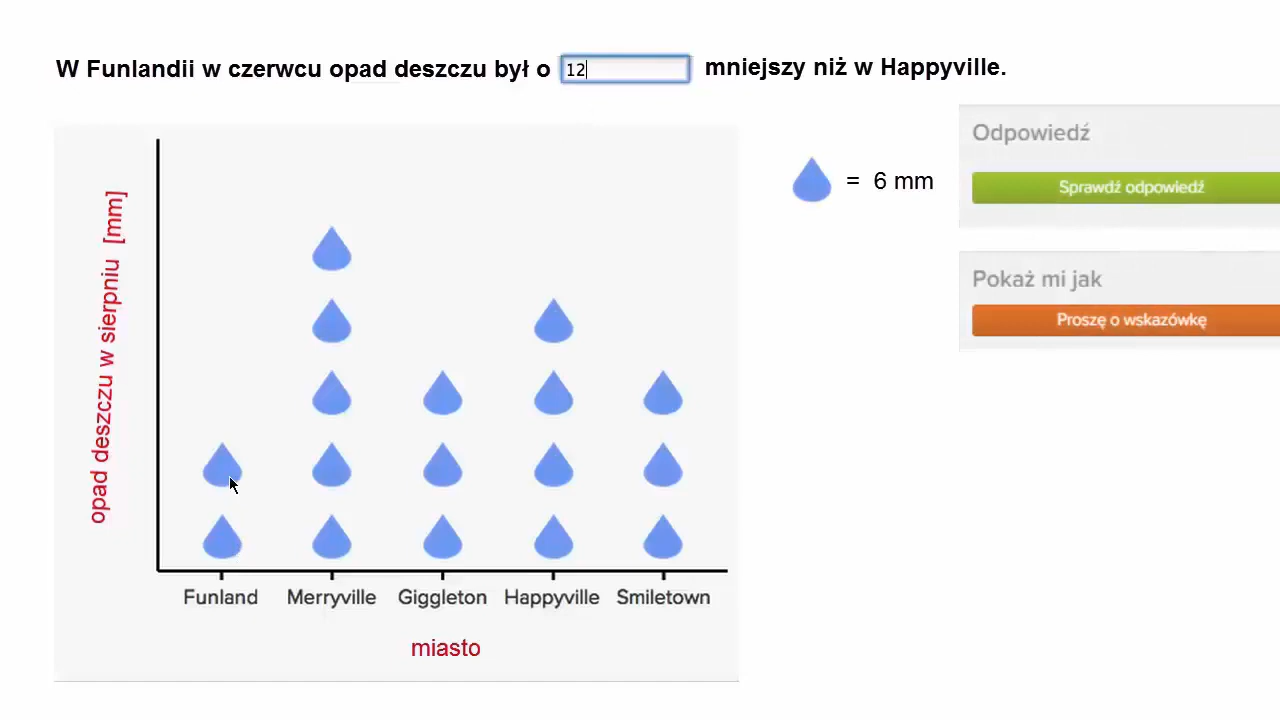 W Funlandii w czerwcu opad deszczu był o 12 mniejszy niż w Happyville.
Odpowiedź
= 6 mm
Sprawdź odpowiedź
opad deszczu w sierpniu [mm]
Pokaż mi jak
Proszę o wskazówkę
Funland Merryville Giggleton Happyville Smiletown
miasto